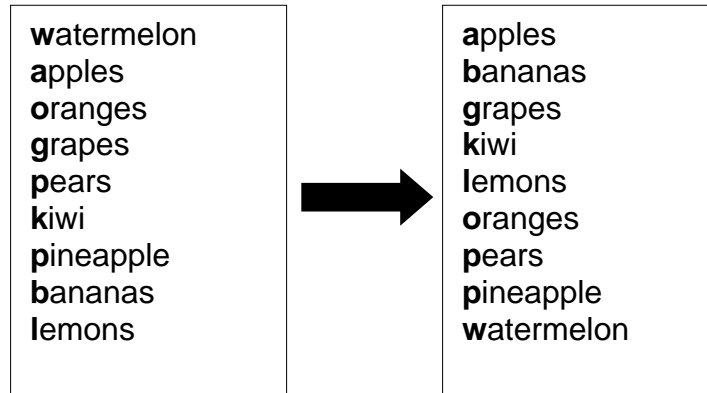 watermelon
apples
oranges
grapes
pears
kiwi
pineapple
bananas
lemons
apples
bananas
grapes
kiwi
lemons
oranges
pears
pineapple
watermelon